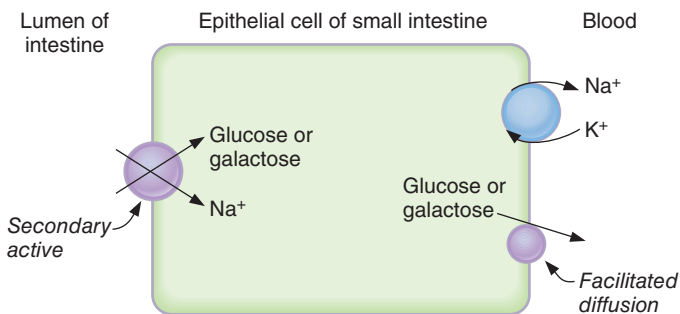 Lumen of
intestine
Epithelial cell of small intestine
Blood
Na+
K+
Glucose or
galactose
Na+
Secondary
active
Glucose or
galactose
Facilitated
diffusion